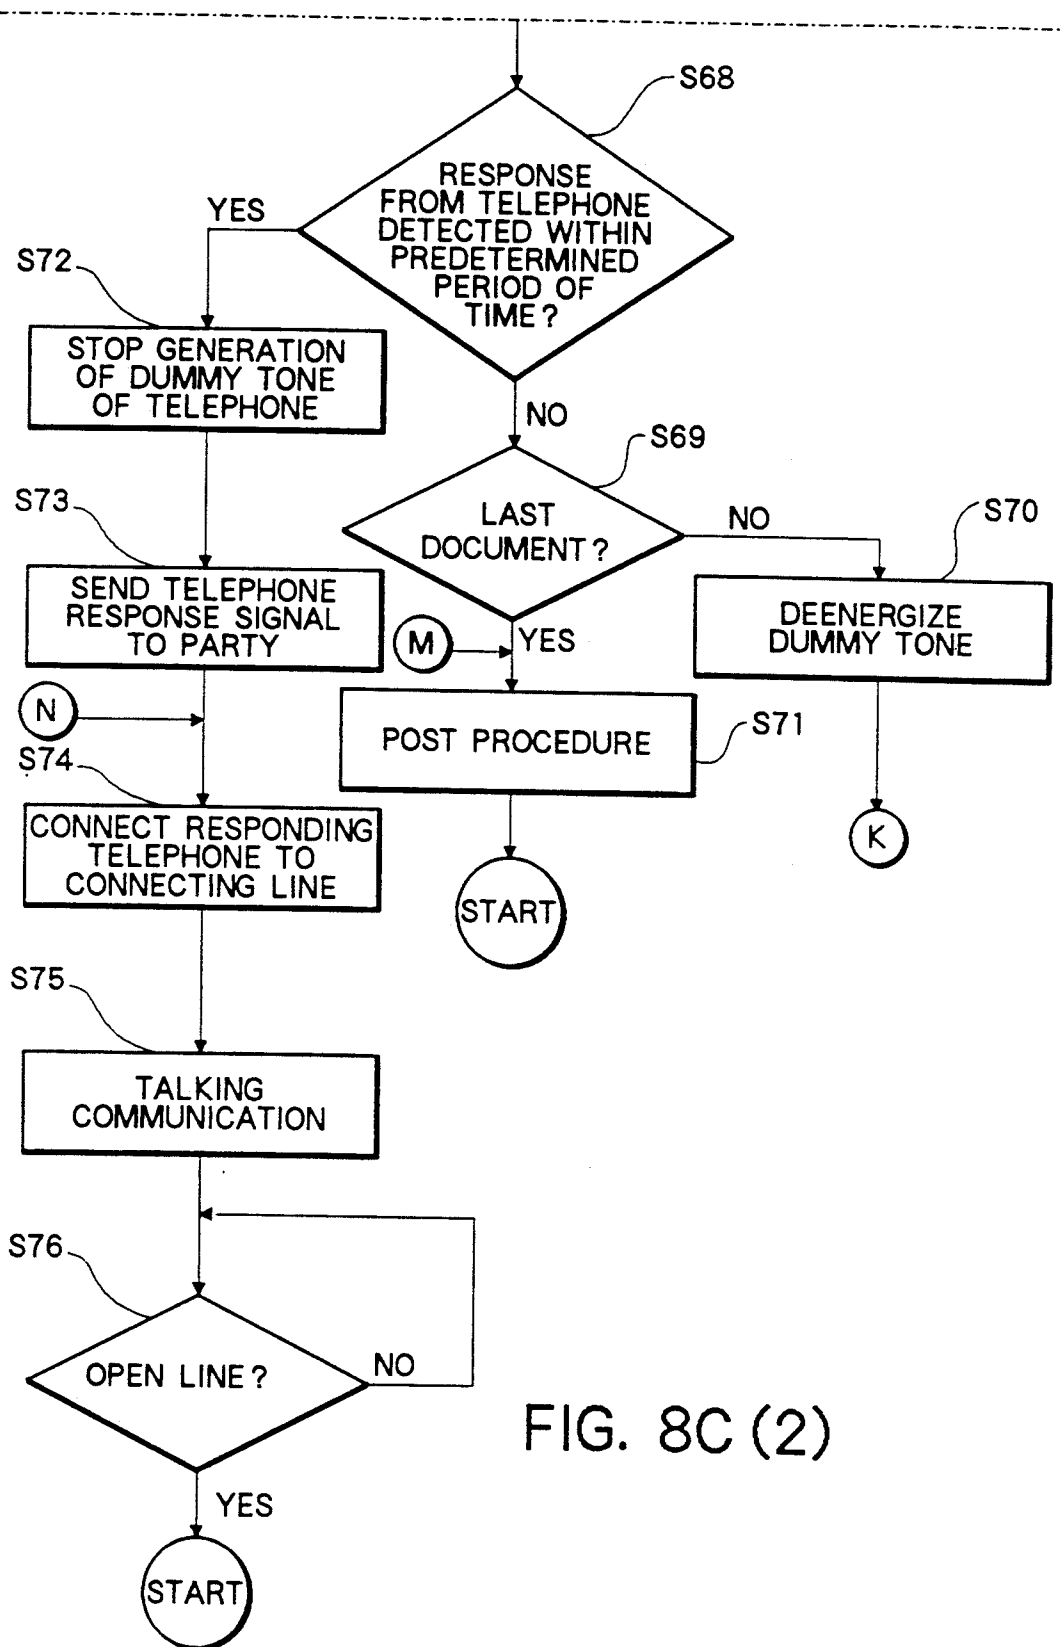 S68
RESPONSE
FROM TELEPHONE
DETECTED WITHIN
PREDETERMINED
PERIOD OF
TIME?
YES
S72
STOP GENERATION
OF DUMMY TONE
OF TELEPHONE
NO
S69
LAST
DOCUMENT?
NO
S70
S73
SEND TELEPHONE
RESPONSE SIGNAL
TO PARTY
DEENERGIZE
DUMMY TONE
M
YES
N
POST PROCEDURE
S71
S74
CONNECT RESPONDING
TELEPHONE TO
CONNECTING LINE
K
START
S75
TALKING
COMMUNICATION
S76
OPEN LINE?
NO
FIG. 8C (2)
YES
START